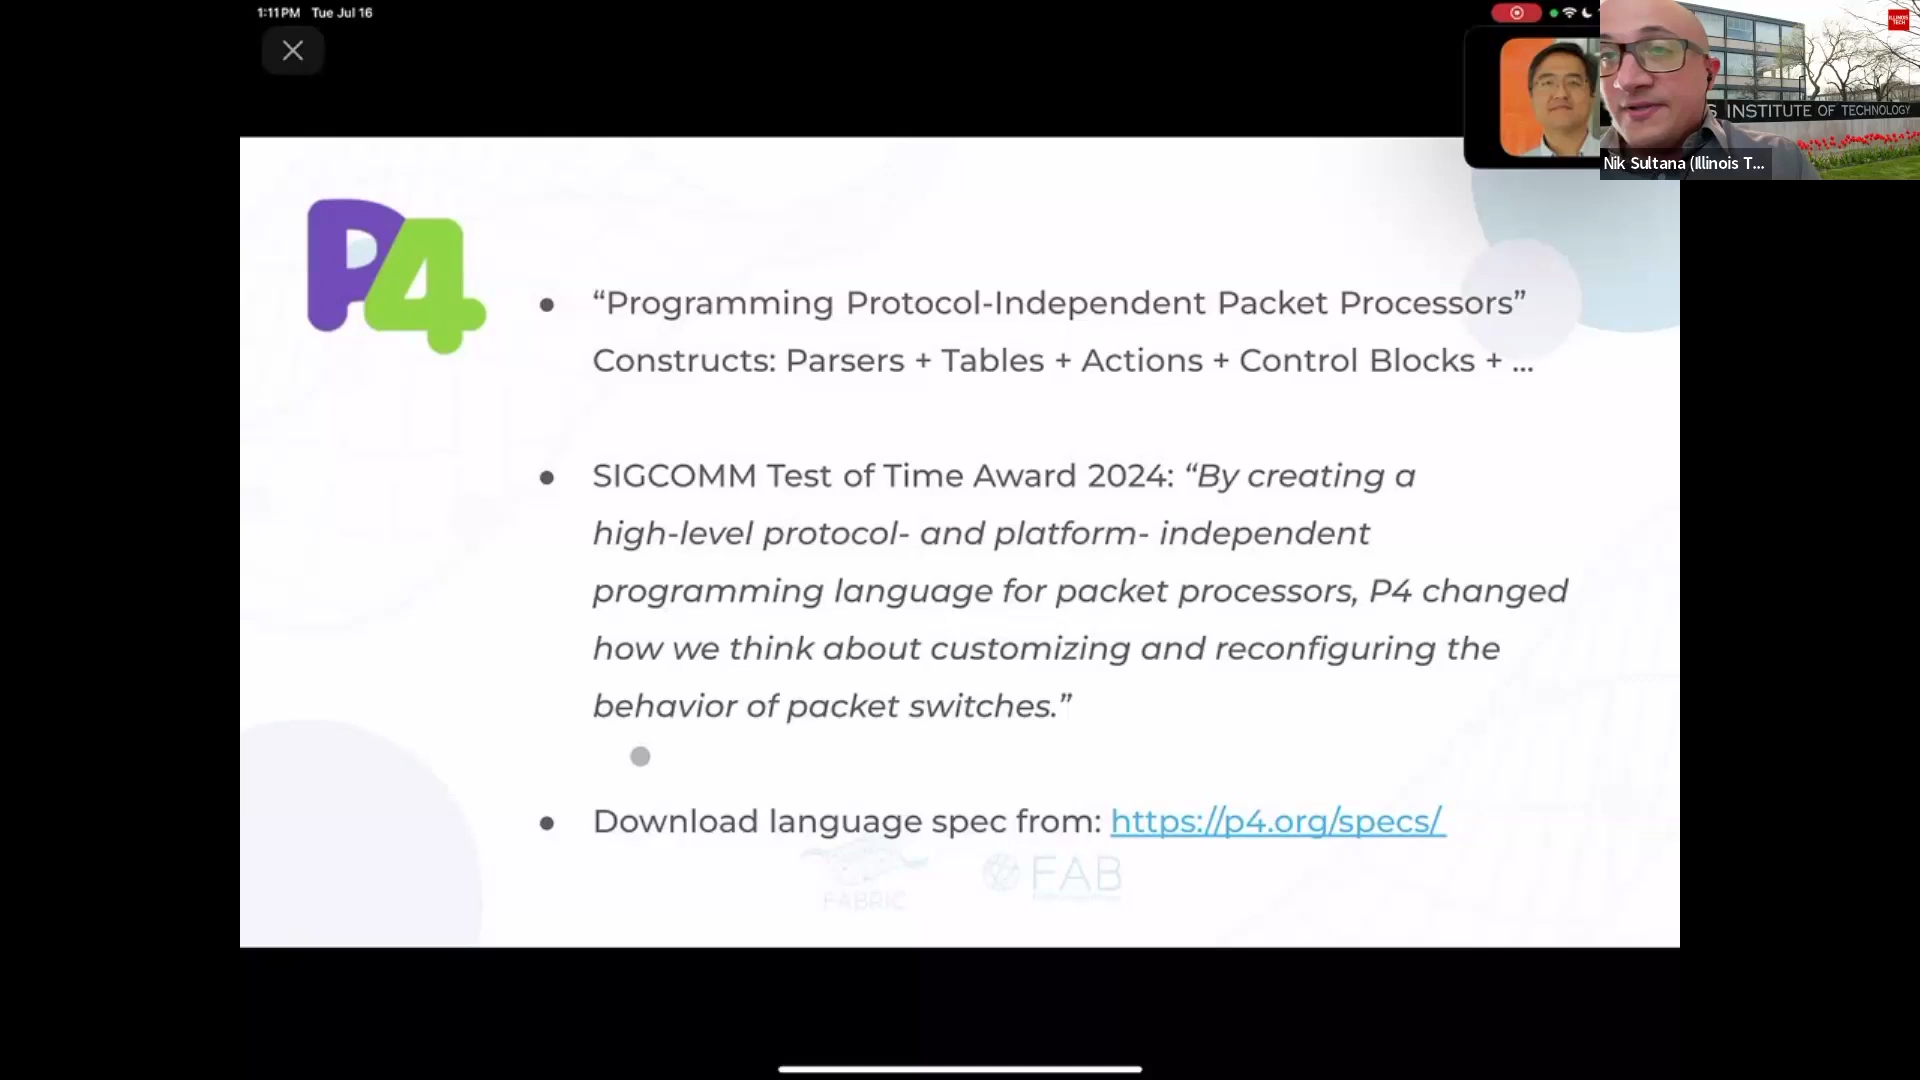 1:11PM Tue Jul 16
ILLINOIS TECH
S INSTITUTE OF TECHNOLOGY
Nik Sultana (Illinois T...
P4
● “Programming Protocol-Independent Packet Processors”
Constructs: Parsers + Tables + Actions + Control Blocks + ...
● SIGCOMM Test of Time Award 2024: “By creating a
high-level protocol- and platform- independent
programming language for packet processors, P4 changed
how we think about customizing and reconfiguring the
behavior of packet switches.”
● Download language spec from: https://p4.org/specs/
FABRIC
FAB